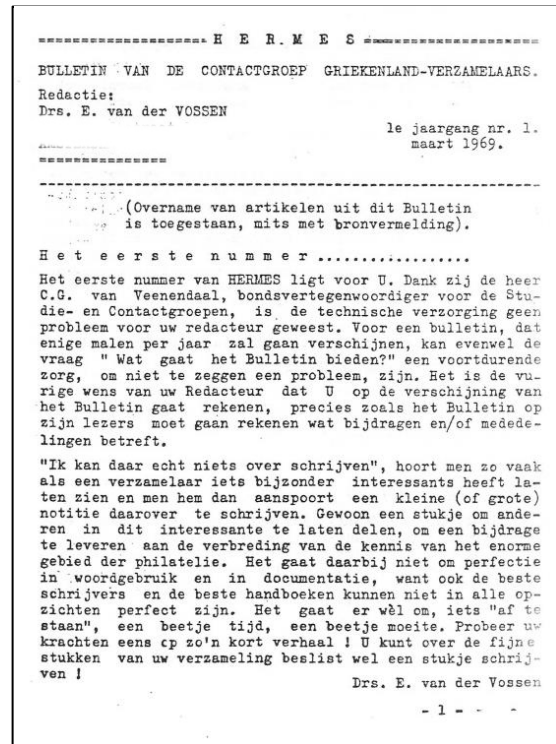 ==================== H E R M E S ====================
BULLETIN VAN DE CONTACTGROEP GRIEKENLAND-VERZAMELAARS.
Redactie:
Drs. E. van der VOSSEN
1e jaargang nr. 1.
maart 1969.
===============
(Overname van artikelen uit dit Bulletin
is toegestaan, mits met bronvermelding).
H e t  e e r s t e  n u m m e r ..................
Het eerste nummer van HERMES ligt voor U. Dank zij de heer
C.G. van Veenendaal, bondsvertegenwoordiger voor de Stu-
die- en Contactgroepen, is de technische verzorging geen
probleem voor uw redacteur geweest. Voor een bulletin, dat
enige malen per jaar zal gaan verschijnen, kan evenwel de
vraag " Wat gaat het Bulletin bieden?" een voortdurende
zorg, om niet te zeggen een probleem, zijn. Het is de vu-
rige wens van uw Redacteur dat U op de verschijning van
het Bulletin gaat rekenen, precies zoals het Bulletin op
zijn lezers moet gaan rekenen wat bijdragen en/of medede-
lingen betreft.
"Ik kan daar echt niets over schrijven", hoort men zo vaak
als een verzamelaar iets bijzonder interessants heeft la-
ten zien en men hem dan aanspoort een kleine (of grote)
notitie daarover te schrijven. Gewoon een stukje om ande-
ren in dit interessante te laten delen, om een bijdrage
te leveren aan de verbreding van de kennis van het enorme
gebied der philatelie. Het gaat daarbij niet om perfectie
in woordgebruik en in documentatie, want ook de beste
schrijvers en de beste handboeken kunnen niet in alle op-
zichten perfect zijn. Het gaat er wèl om, iets "af te
staan", een beetje tijd, een beetje moeite. Probeer uw
krachten eens op zo'n kort verhaal ! U kunt over de fijne
stukken van uw verzameling beslist wel een stukje schrij-
ven !
Drs. E. van der Vossen
- 1 -